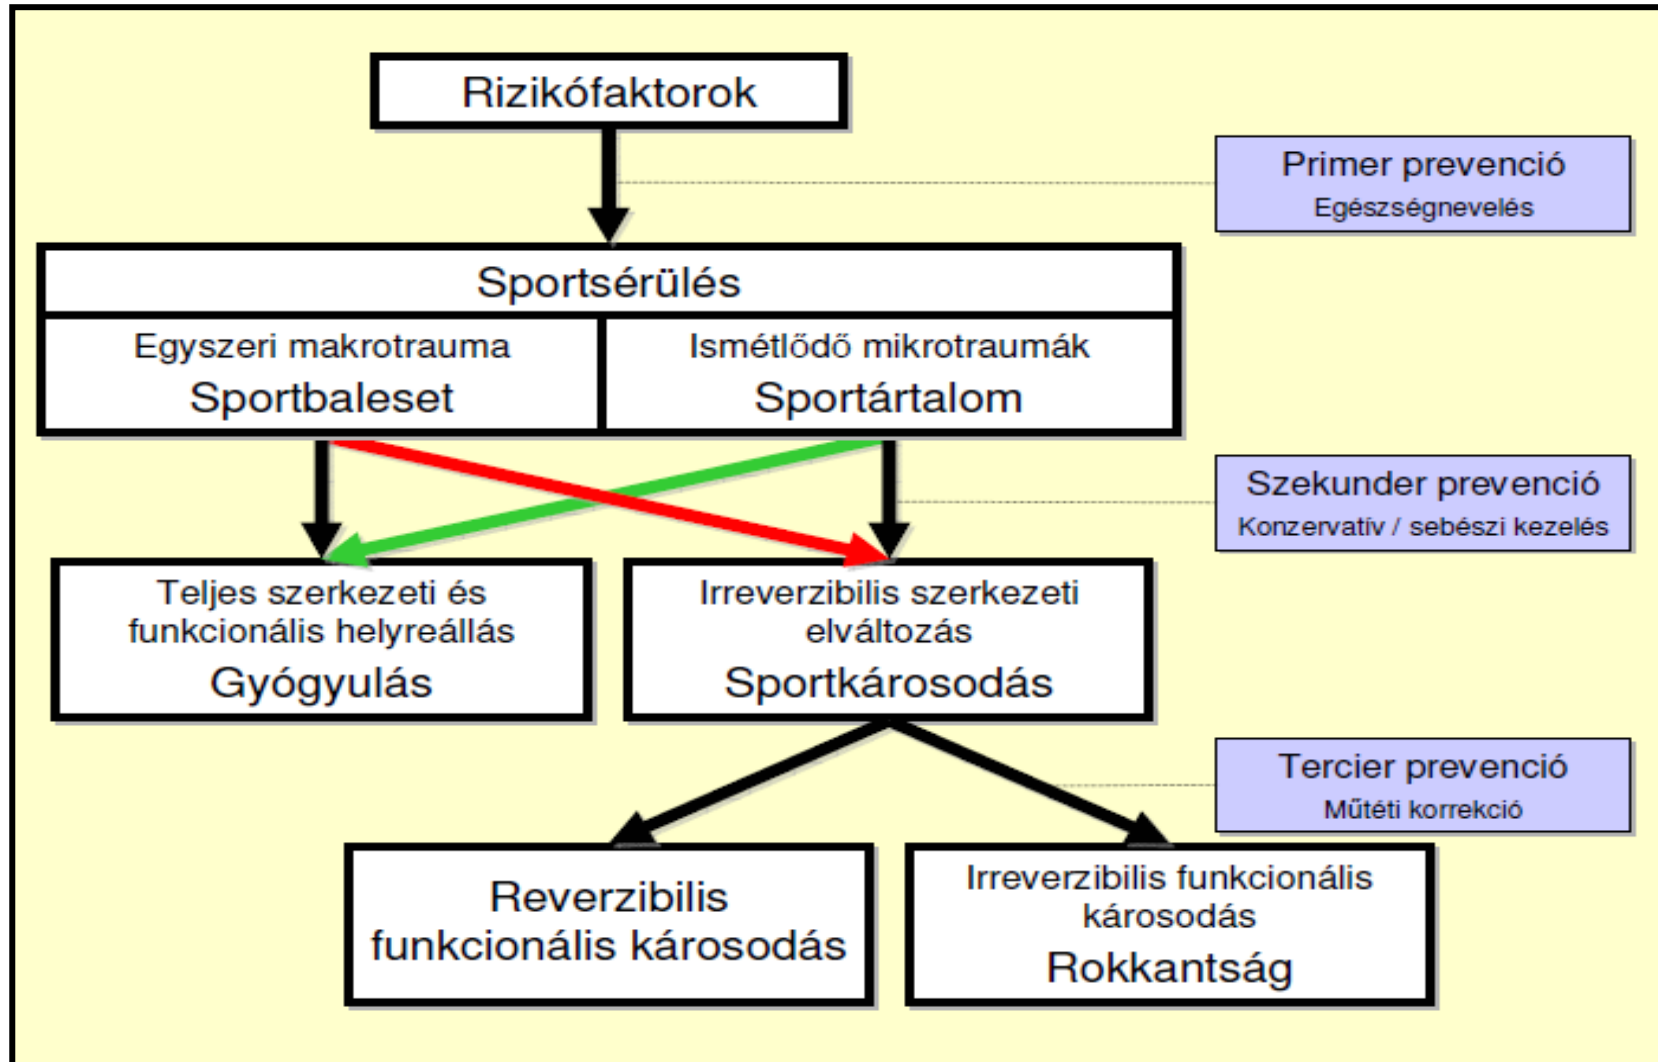 Rizikófaktorok
Primer prevenció
Egészségnevelés
Sportsérülés
Egyszeri makrotrauma
Sportbaleset
Ismétlődő mikrotraumák
Sportártalom
Szekunder prevenció
Konzervatív / sebészi kezelés
Teljes szerkezeti és
funkcionális helyreállás
Gyógyulás
Irreverzibilis szerkezeti
elváltozás
Sportkárosodás
Tercier prevenció
Műtéti korrekció
Reverzibilis
funkcionális károsodás
Irreverzibilis funkcionális
károsodás
Rokkantság